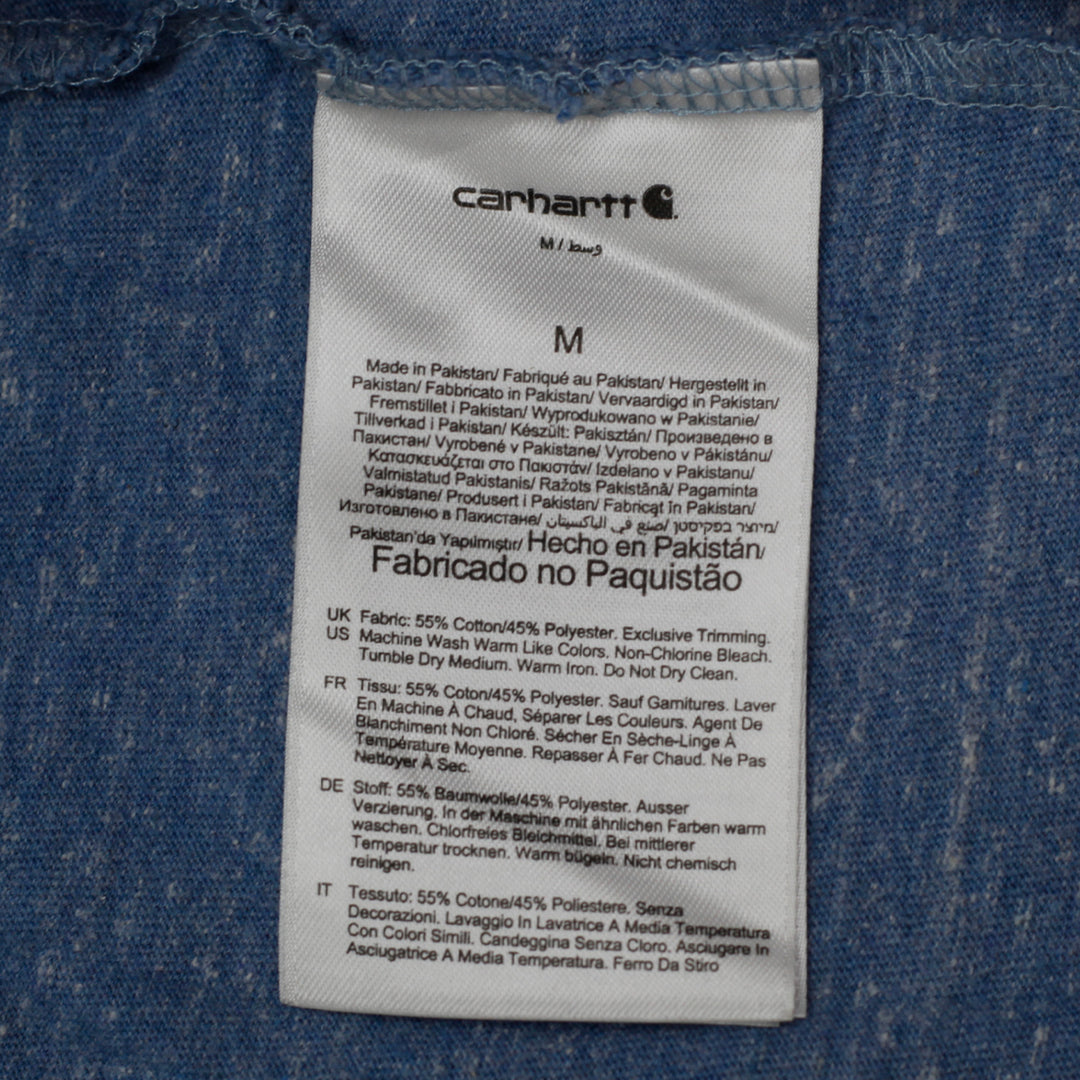 carhartt
M / وسط
M
Made in Pakistan/ Fabriqué au Pakistan/ Hergestellt in
Pakistan/ Fabbricato in Pakistan/ Vervaardigd in Pakistan/
Fremstillet i Pakistan/ Wyprodukowano w Pakistanie/
Tillverkad i Pakistan/ Készült: Pakisztán/ Произведено в
Пакистан/ Vyrobené v Pakistane/ Vyrobeno v Pákistánu/
Κατασκευάζεται στο Πακιστάν/ Izdelano v Pakistanu/
Valmistatud Pakistanis/ Ražots Pakistānā/ Pagaminta
Pakistane/ Produsert i Pakistan/ Fabricat în Pakistan/
Изготовлено в Пакистане/ صنع في الباكستان/ מיוצר בפקיסטן/
Pakistan'da Yapılmıştır/ Hecho en Pakistán/
Fabricado no Paquistão
UK Fabric: 55% Cotton/45% Polyester. Exclusive Trimming.
US Machine Wash Warm Like Colors. Non-Chlorine Bleach.
Tumble Dry Medium. Warm Iron. Do Not Dry Clean.
FR Tissu: 55% Coton/45% Polyester. Sauf Garnitures. Laver
En Machine À Chaud, Séparer Les Couleurs. Agent De
Blanchiment Non Chloré. Sécher En Sèche-Linge À
Température Moyenne. Repasser À Fer Chaud. Ne Pas
Nettoyer À Sec.
DE Stoff: 55% Baumwolle/45% Polyester. Ausser
Verzierung. In der Maschine mit ähnlichen Farben warm
waschen. Chlorfreies Bleichmittel. Bei mittlerer
Temperatur trocknen. Warm bügeln. Nicht chemisch
reinigen.
IT Tessuto: 55% Cotone/45% Poliestere. Senza
Decorazioni. Lavaggio In Lavatrice A Media Temperatura
Con Colori Simili. Candeggina Senza Cloro. Asciugare In
Asciugatrice A Media Temperatura. Ferro Da Stiro